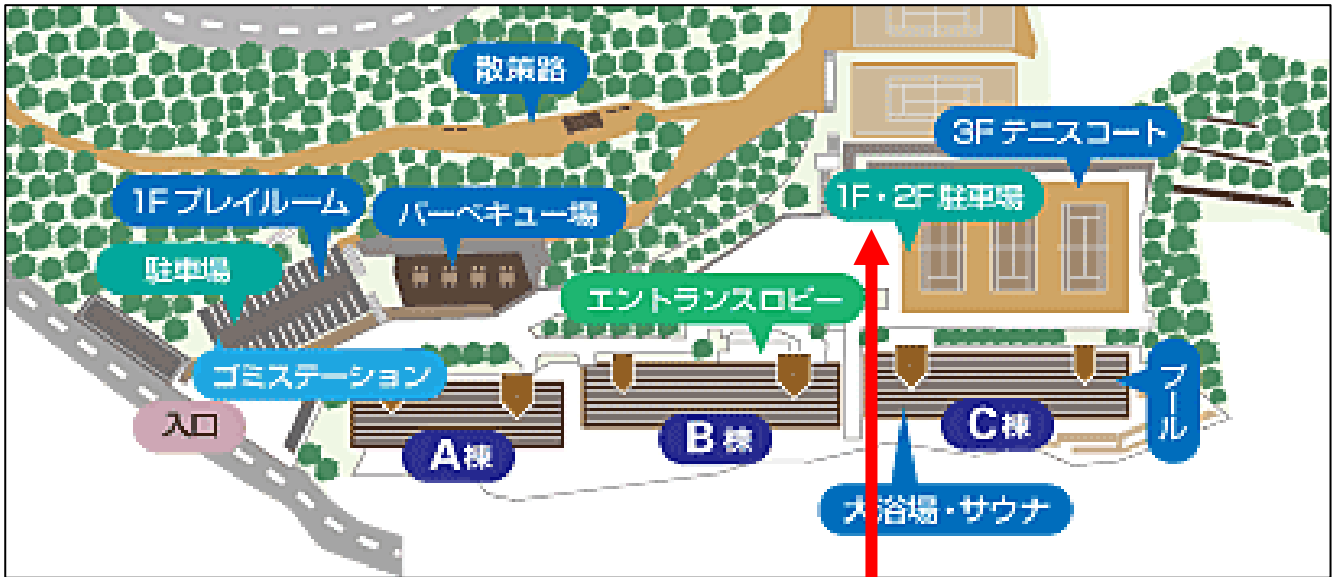 散策路
3F テニスコート
1F プレイルーム
バーベキュー場
1F・2F 駐車場
駐車場
エントランスロビー
ゴミステーション
プール
入口
A棟
B棟
C棟
大浴場・サウナ